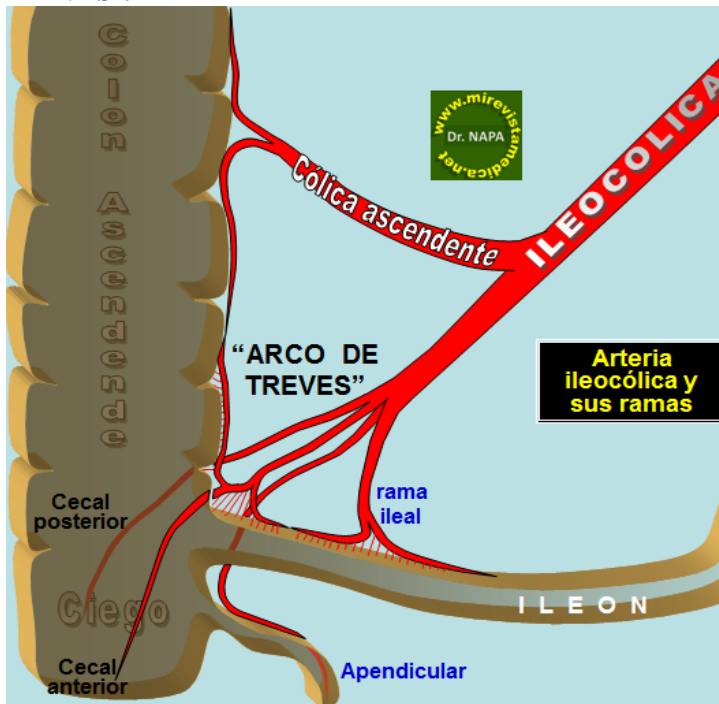 Colon Ascendende
www.mirevistamedica.net
Dr. NAPA
Cólica ascendente
ILEOCOLICA
“ARCO DE
TREVES”
Arteria
ileocólica y
sus ramas
Cecal
posterior
rama
ileal
Ciego
ILEON
Cecal
anterior
Apendicular